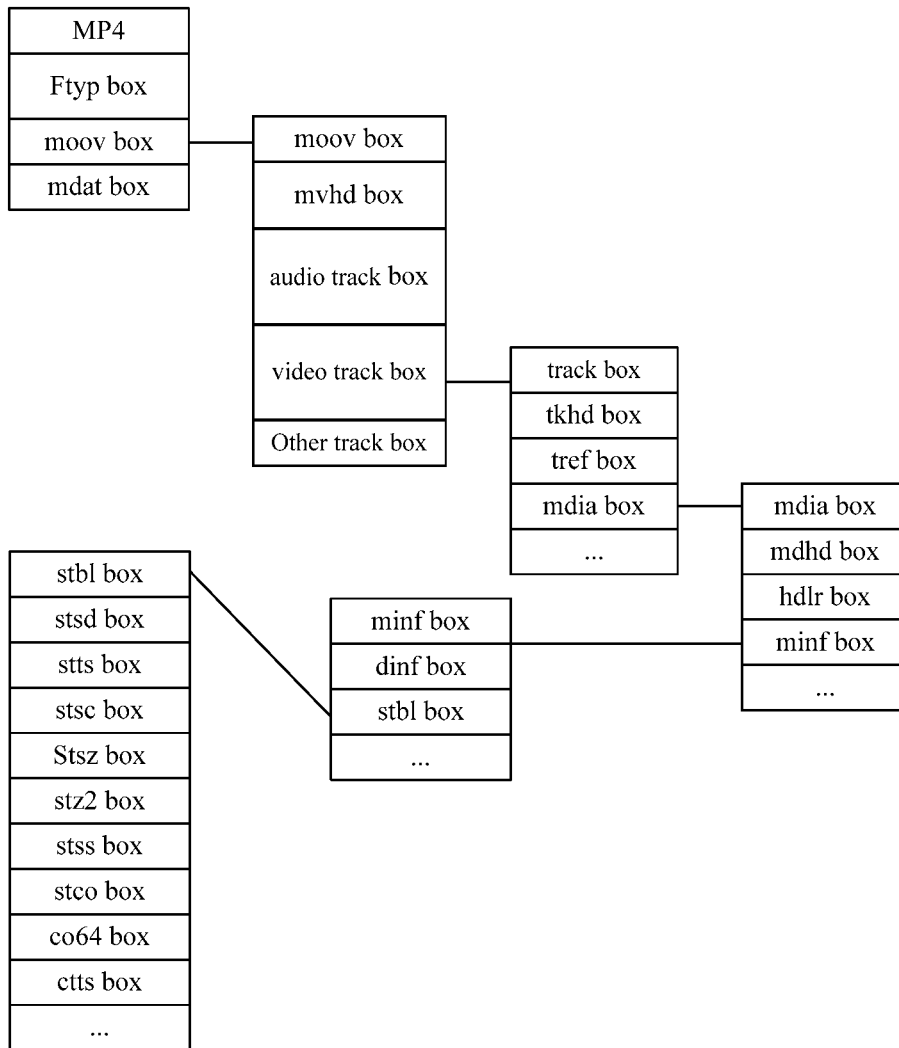 MP4
Ftyp box
moov box
mdat box
moov box
mvhd box
audio track box
video track box
Other track box
track box
tkhd box
tref box
mdia box
...
mdia box
mdhd box
hdlr box
minf box
...
minf box
dinf box
stbl box
...
stbl box
stsd box
stts box
stsc box
Stsz box
stz2 box
stss box
stco box
co64 box
ctts box
...